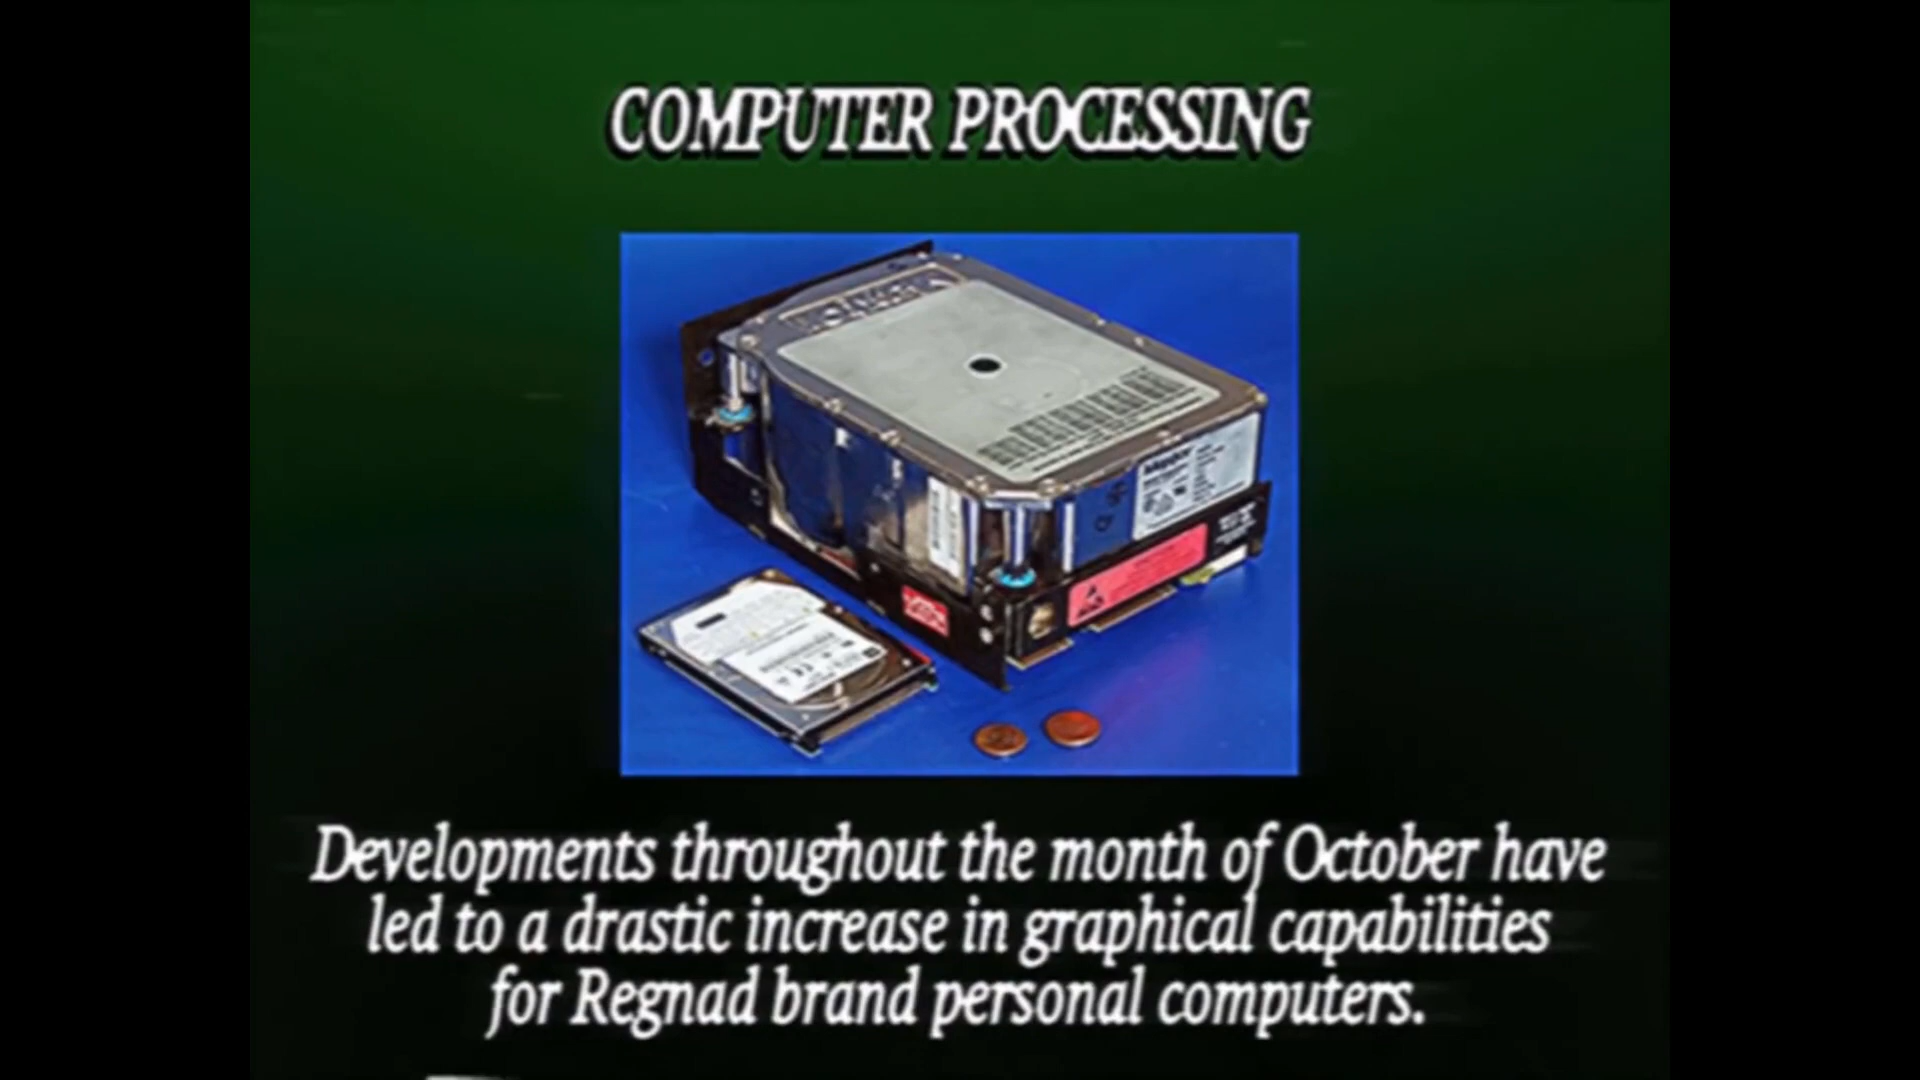 COMPUTER PROCESSING
Maxtor
Developments throughout the month of October have
led to a drastic increase in graphical capabilities
for Regnad brand personal computers.